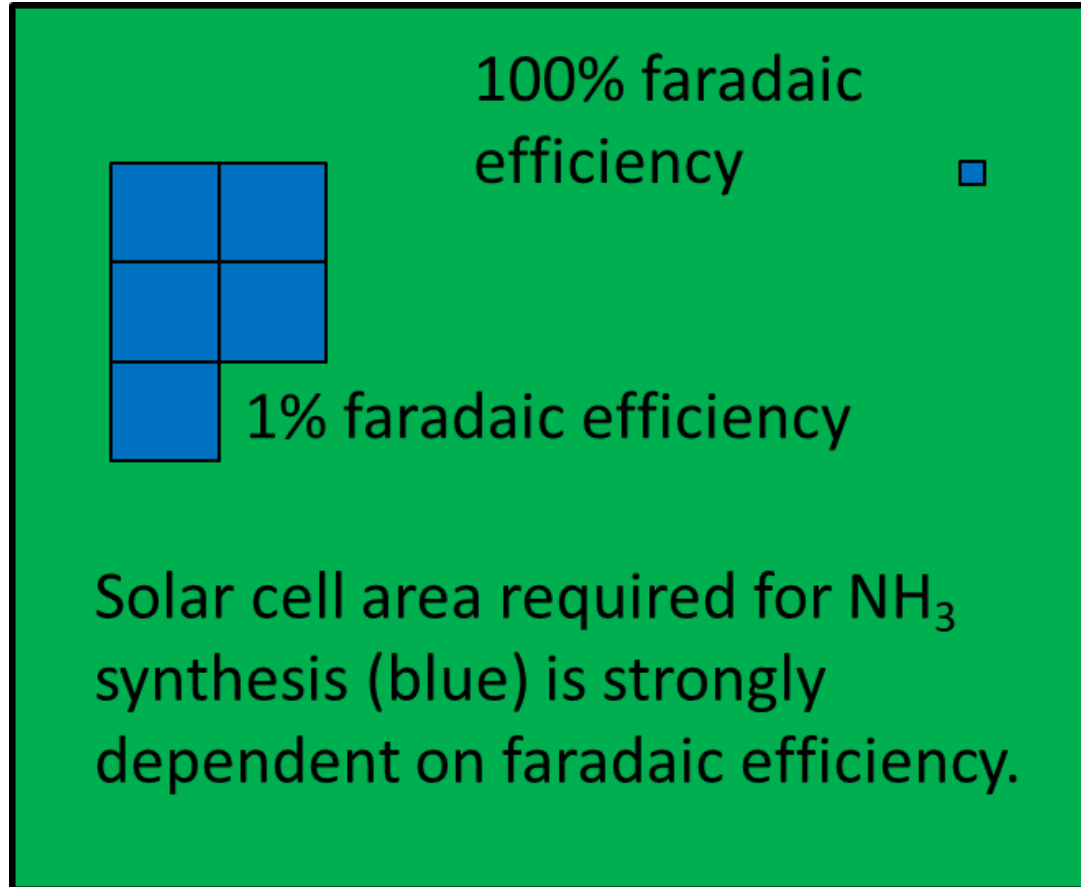 100% faradaic
efficiency
1% faradaic efficiency
Solar cell area required for NH₃
synthesis (blue) is strongly
dependent on faradaic efficiency.